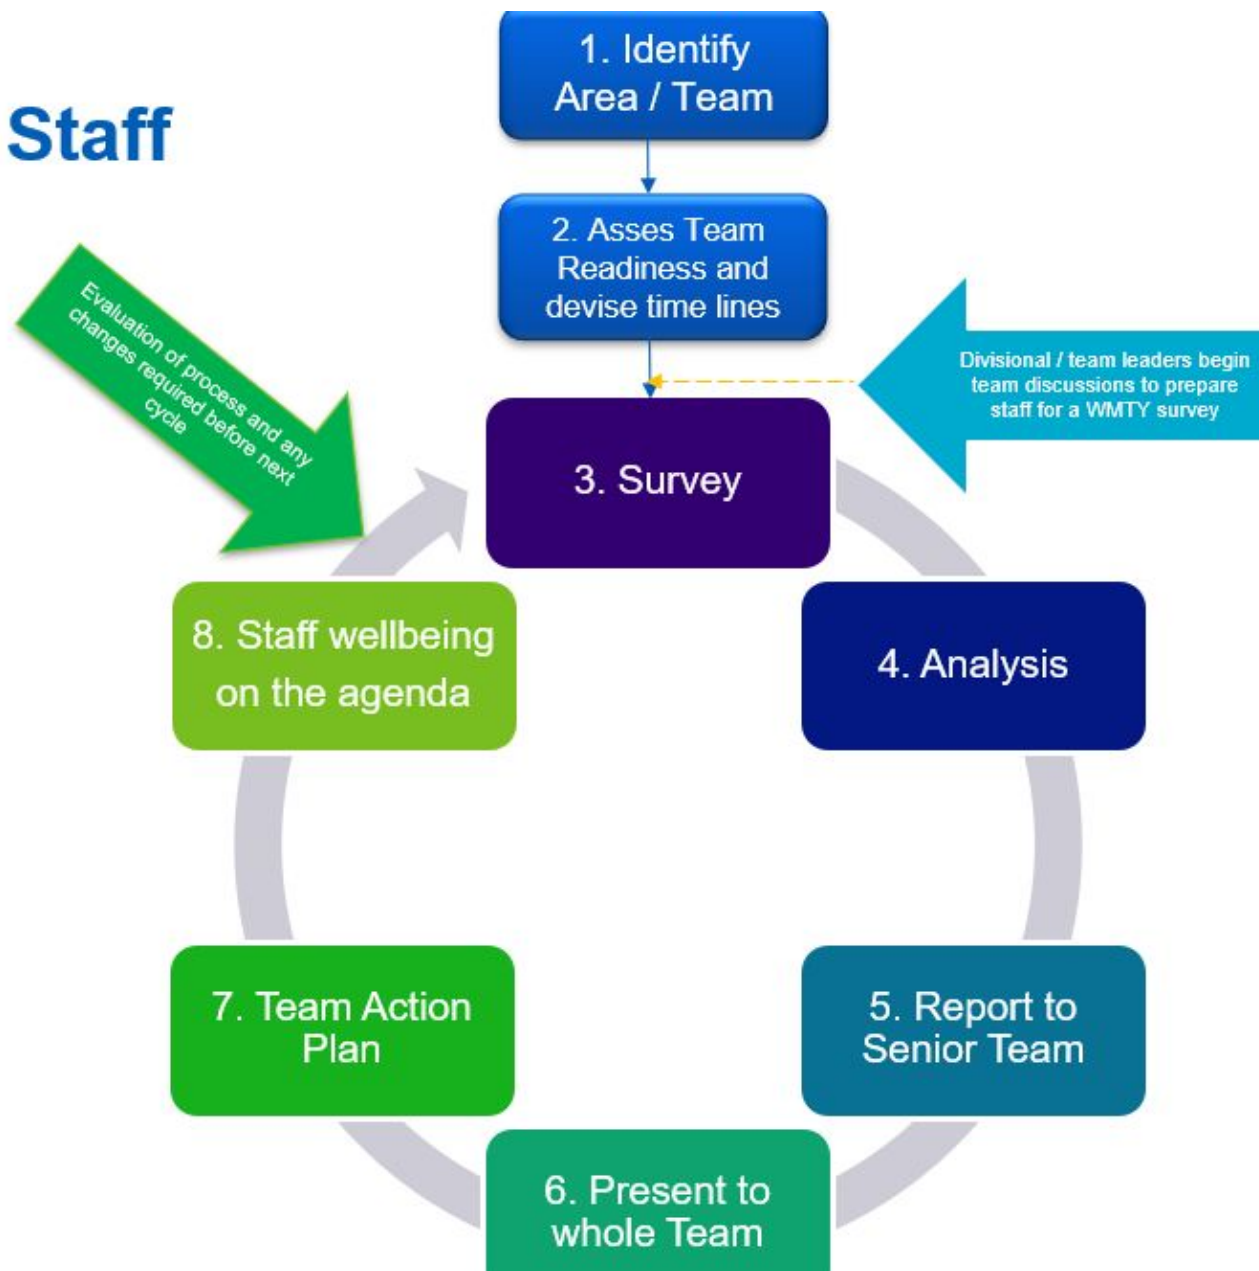 Staff
1. Identify
Area / Team
2. Asses Team
Readiness and
devise time lines
Divisional / team leaders begin
team discussions to prepare
staff for a WMTY survey
Evaluation of process and any
changes required before next
cycle
3. Survey
4. Analysis
5. Report to
Senior Team
6. Present to
whole Team
7. Team Action
Plan
8. Staff wellbeing
on the agenda